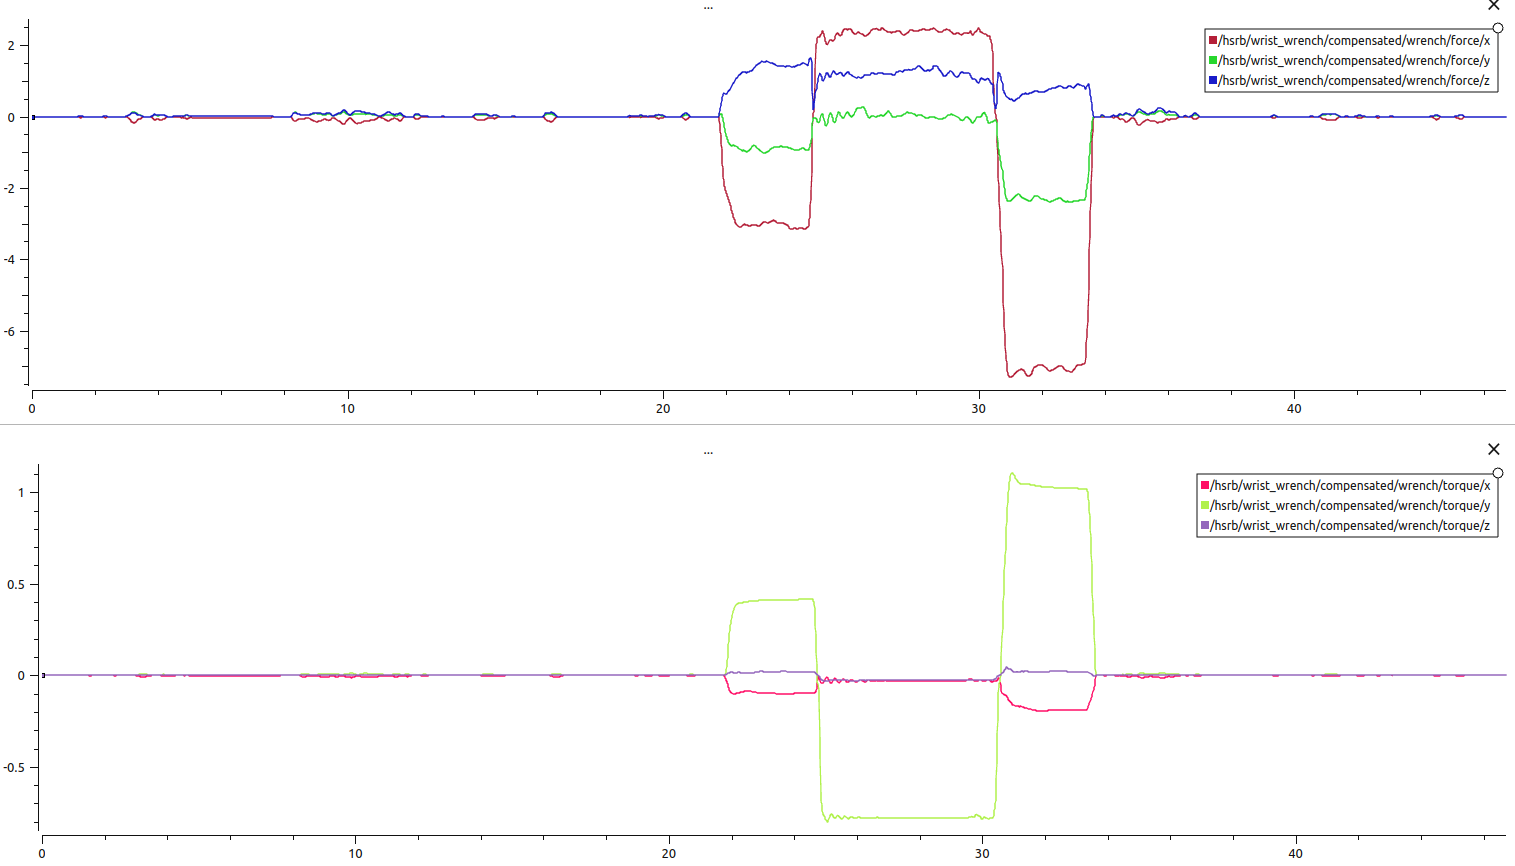 ...
/hsrb/wrist_wrench/compensated/wrench/force/x
/hsrb/wrist_wrench/compensated/wrench/force/y
/hsrb/wrist_wrench/compensated/wrench/force/z
2
0
-2
-4
-6
0 10 20 30 40
...
/hsrb/wrist_wrench/compensated/wrench/torque/x
/hsrb/wrist_wrench/compensated/wrench/torque/y
/hsrb/wrist_wrench/compensated/wrench/torque/z
1
0.5
0
-0.5
0 10 20 30 40